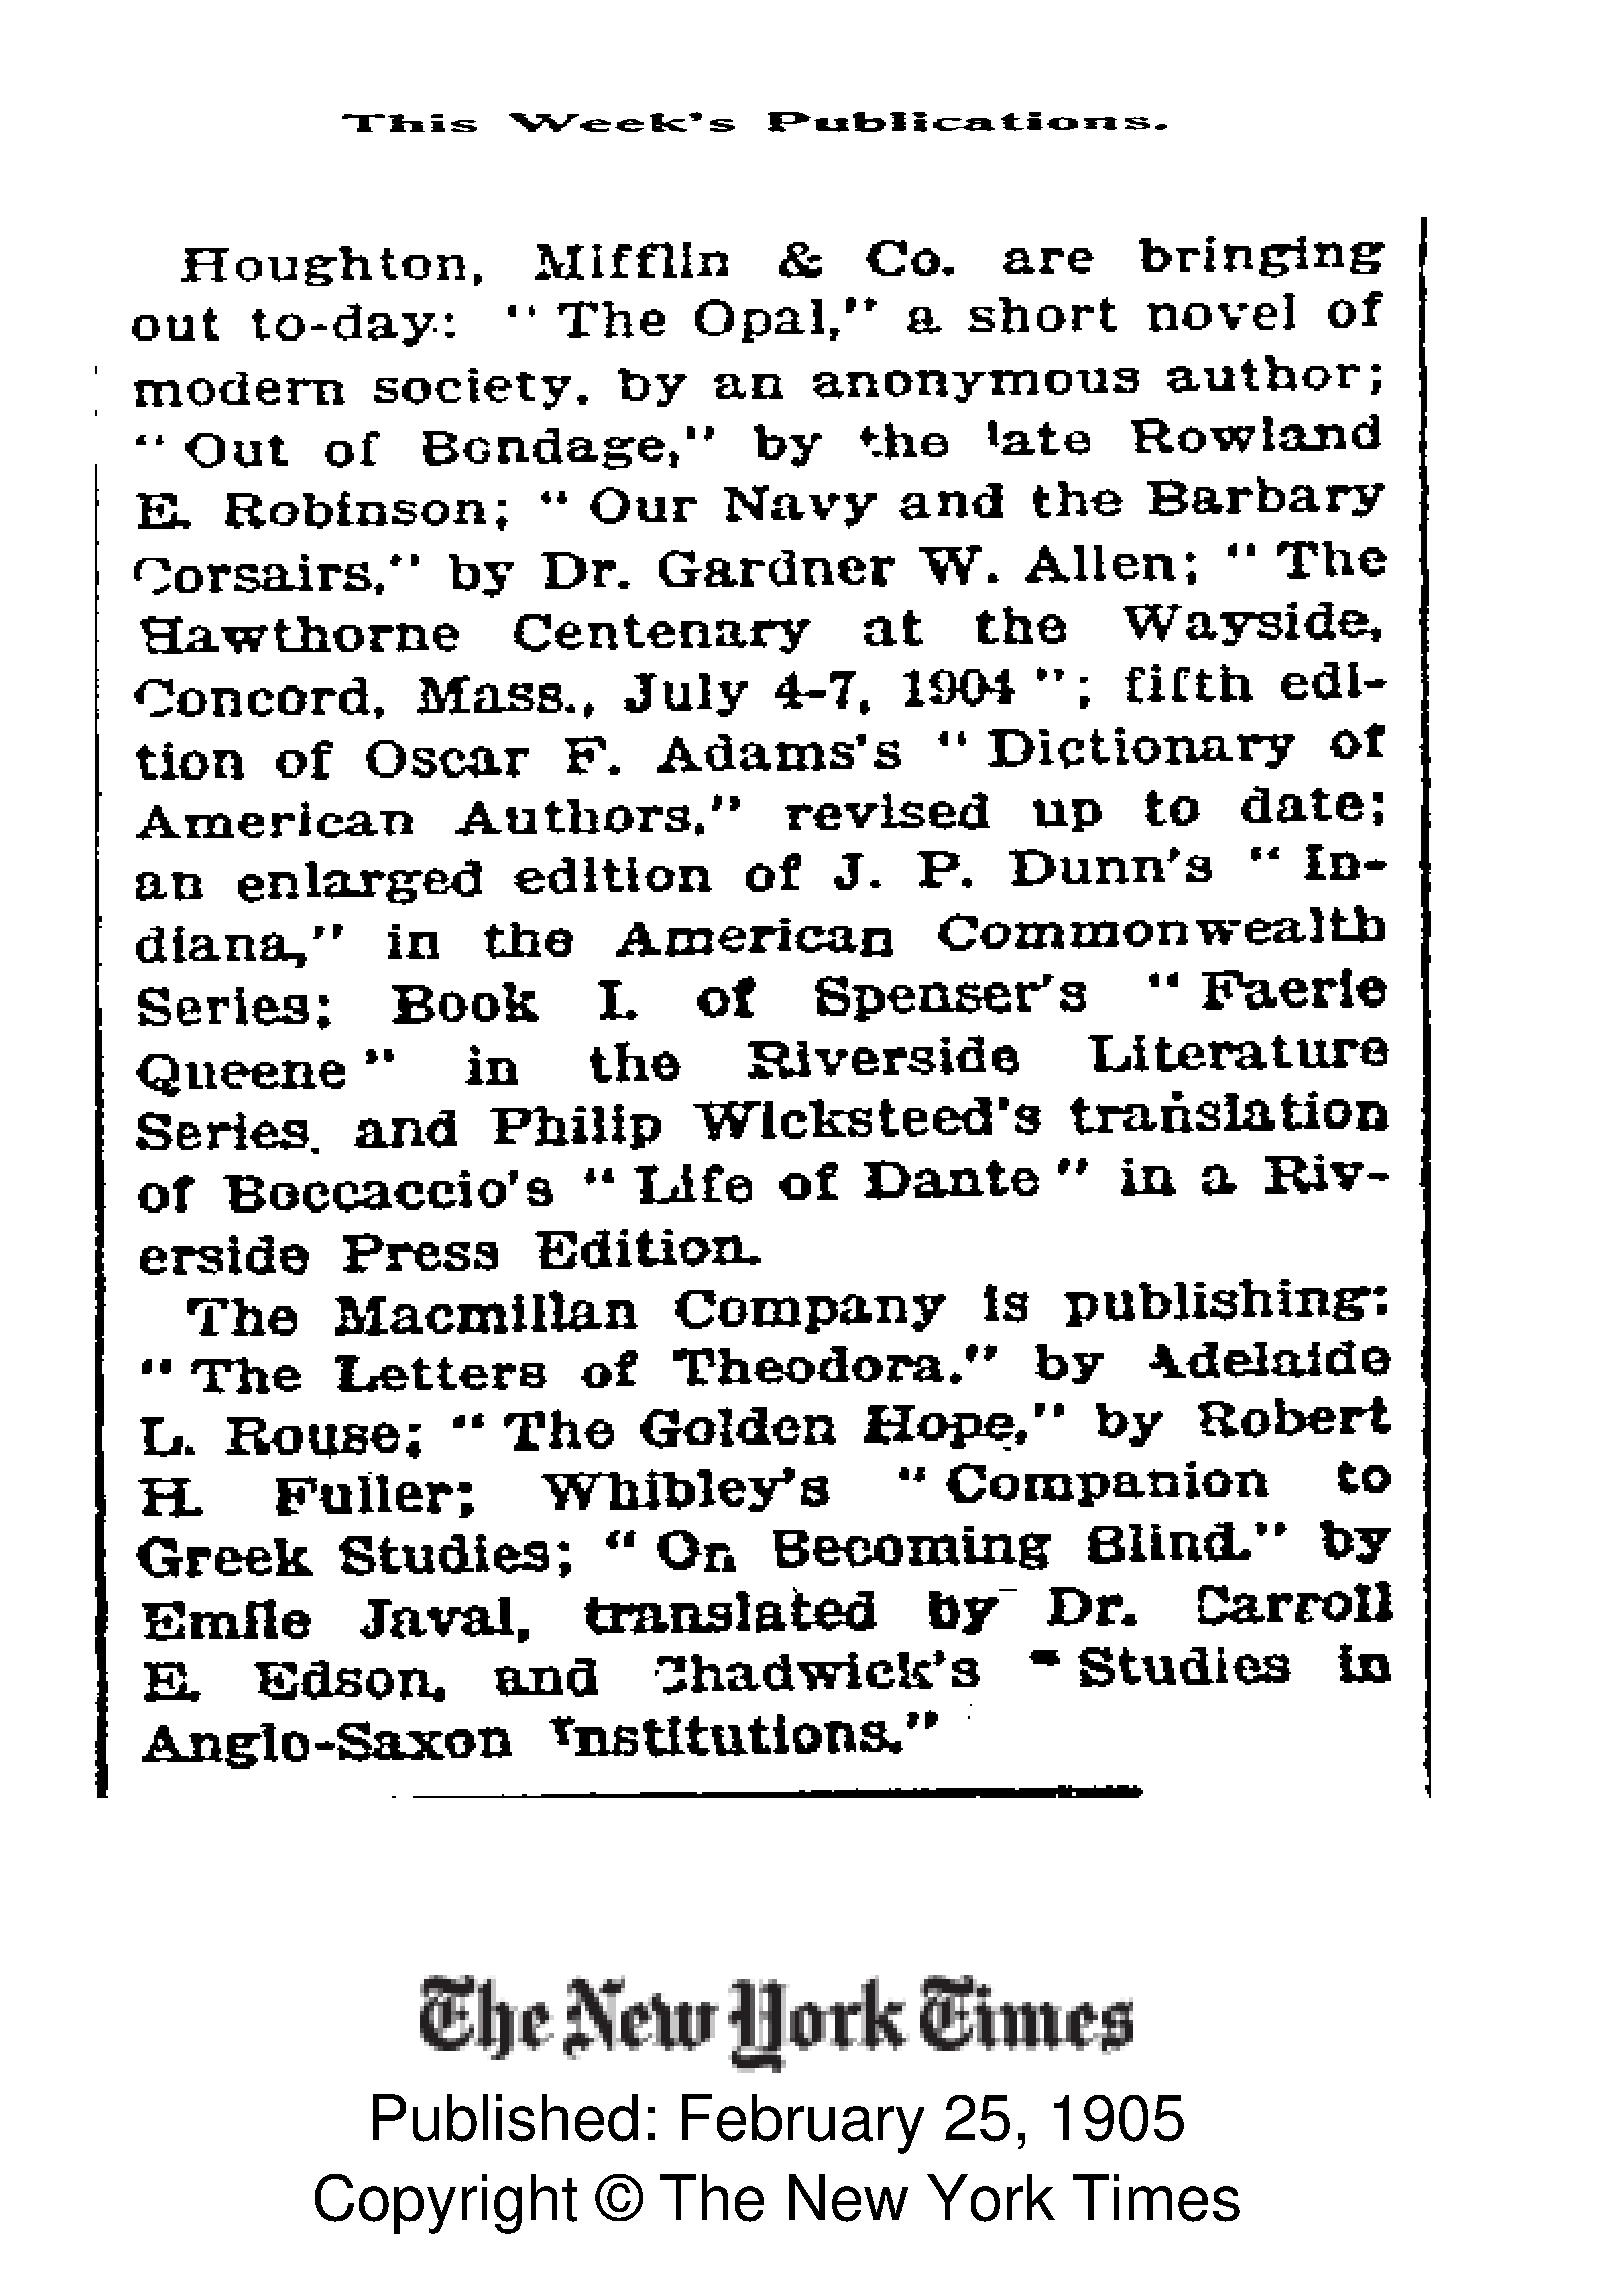 This Week's Publications.
Houghton, Mifflin & Co. are bringing
out to-day: "The Opal," a short novel of
modern society, by an anonymous author;
"Out of Bondage," by the late Rowland
E. Robinson; "Our Navy and the Barbary
Corsairs," by Dr. Gardner W. Allen; "The
Hawthorne Centenary at the Wayside,
Concord, Mass., July 4-7, 1904"; fifth edi-
tion of Oscar F. Adams's "Dictionary of
American Authors," revised up to date;
an enlarged edition of J. P. Dunn's "In-
diana," in the American Commonwealth
Series; Book I. of Spenser's "Faerie
Queene" in the Riverside Literature
Series, and Philip Wicksteed's translation
of Boccaccio's "Life of Dante" in a Riv-
erside Press Edition.
The Macmillan Company is publishing:
"The Letters of Theodora," by Adelaide
L. Rouse; "The Golden Hope," by Robert
H. Fuller; Whibley's "Companion to
Greek Studies; "On Becoming Blind." by
Emile Javal, translated by Dr. Carroll
E. Edson, and Chadwick's "Studies in
Anglo-Saxon Institutions."
The New York Times
Published: February 25, 1905
Copyright © The New York Times